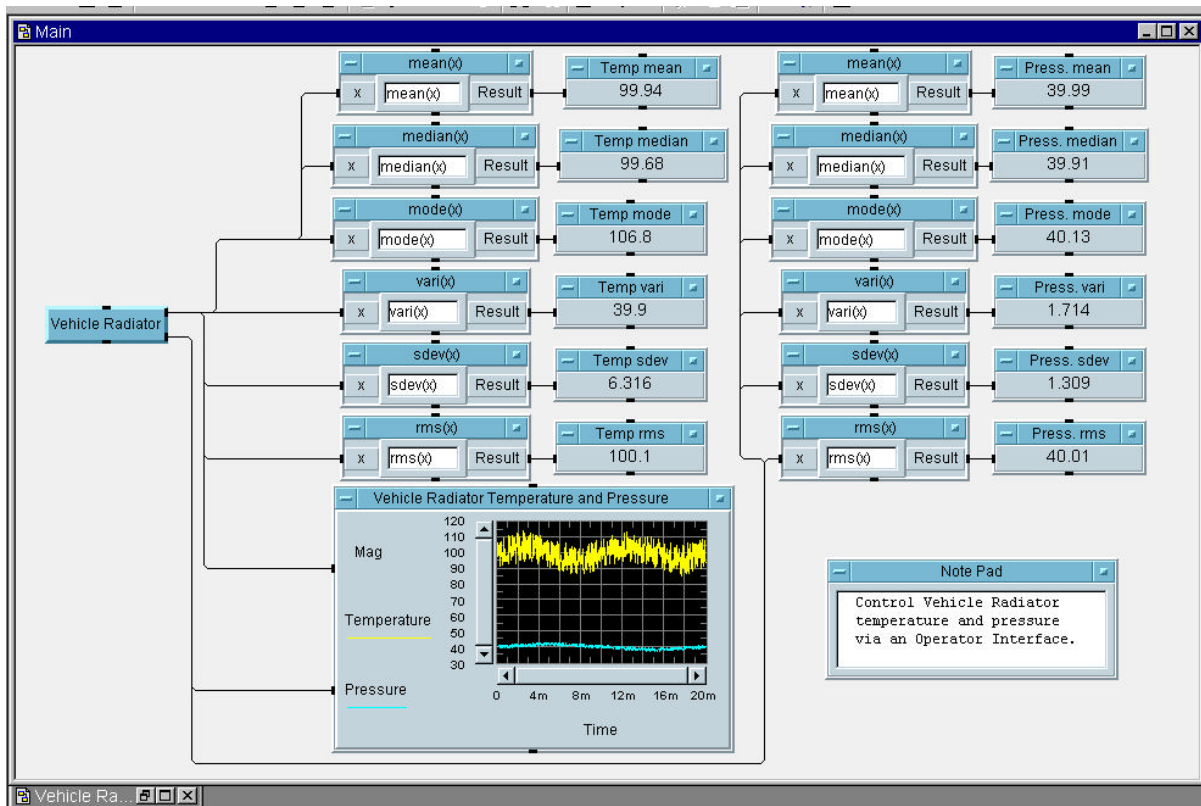 Main
mean(x)
x
mean(x)
Result
Temp mean
99.94
mean(x)
x
mean(x)
Result
Press. mean
39.99
median(x)
x
median(x)
Result
Temp median
99.68
median(x)
x
median(x)
Result
Press. median
39.91
mode(x)
x
mode(x)
Result
Temp mode
106.8
mode(x)
x
mode(x)
Result
Press. mode
40.13
Vehicle Radiator
vari(x)
x
vari(x)
Result
Temp vari
39.9
vari(x)
x
vari(x)
Result
Press. vari
1.714
sdev(x)
x
sdev(x)
Result
Temp sdev
6.316
sdev(x)
x
sdev(x)
Result
Press. sdev
1.309
rms(x)
x
rms(x)
Result
Temp rms
100.1
rms(x)
x
rms(x)
Result
Press. rms
40.01
Vehicle Radiator Temperature and Pressure
Mag
Temperature
Pressure
120
110
100
90
80
70
60
50
40
30
0 4m 8m 12m 16m 20m
Time
Note Pad
Control Vehicle Radiator
temperature and pressure
via an Operator Interface.
Vehicle Ra...